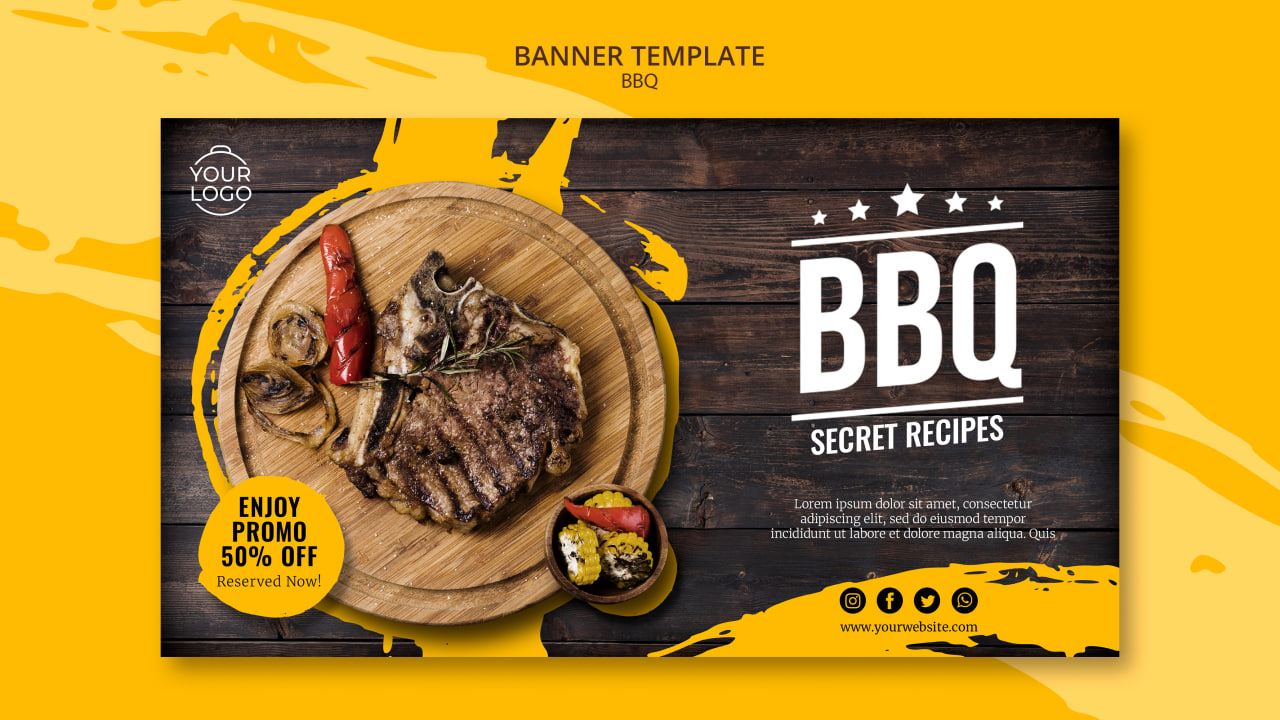 BANNER TEMPLATE
BBQ
YOUR
LOGO
BBQ
SECRET RECIPES
Lorem ipsum dolor sit amet, consectetur
adipiscing elit, sed do eiusmod tempor
incididunt ut labore et dolore magna aliqua. Quis
ENJOY
PROMO
50% OFF
Reserved Now!
www.yourwebsite.com